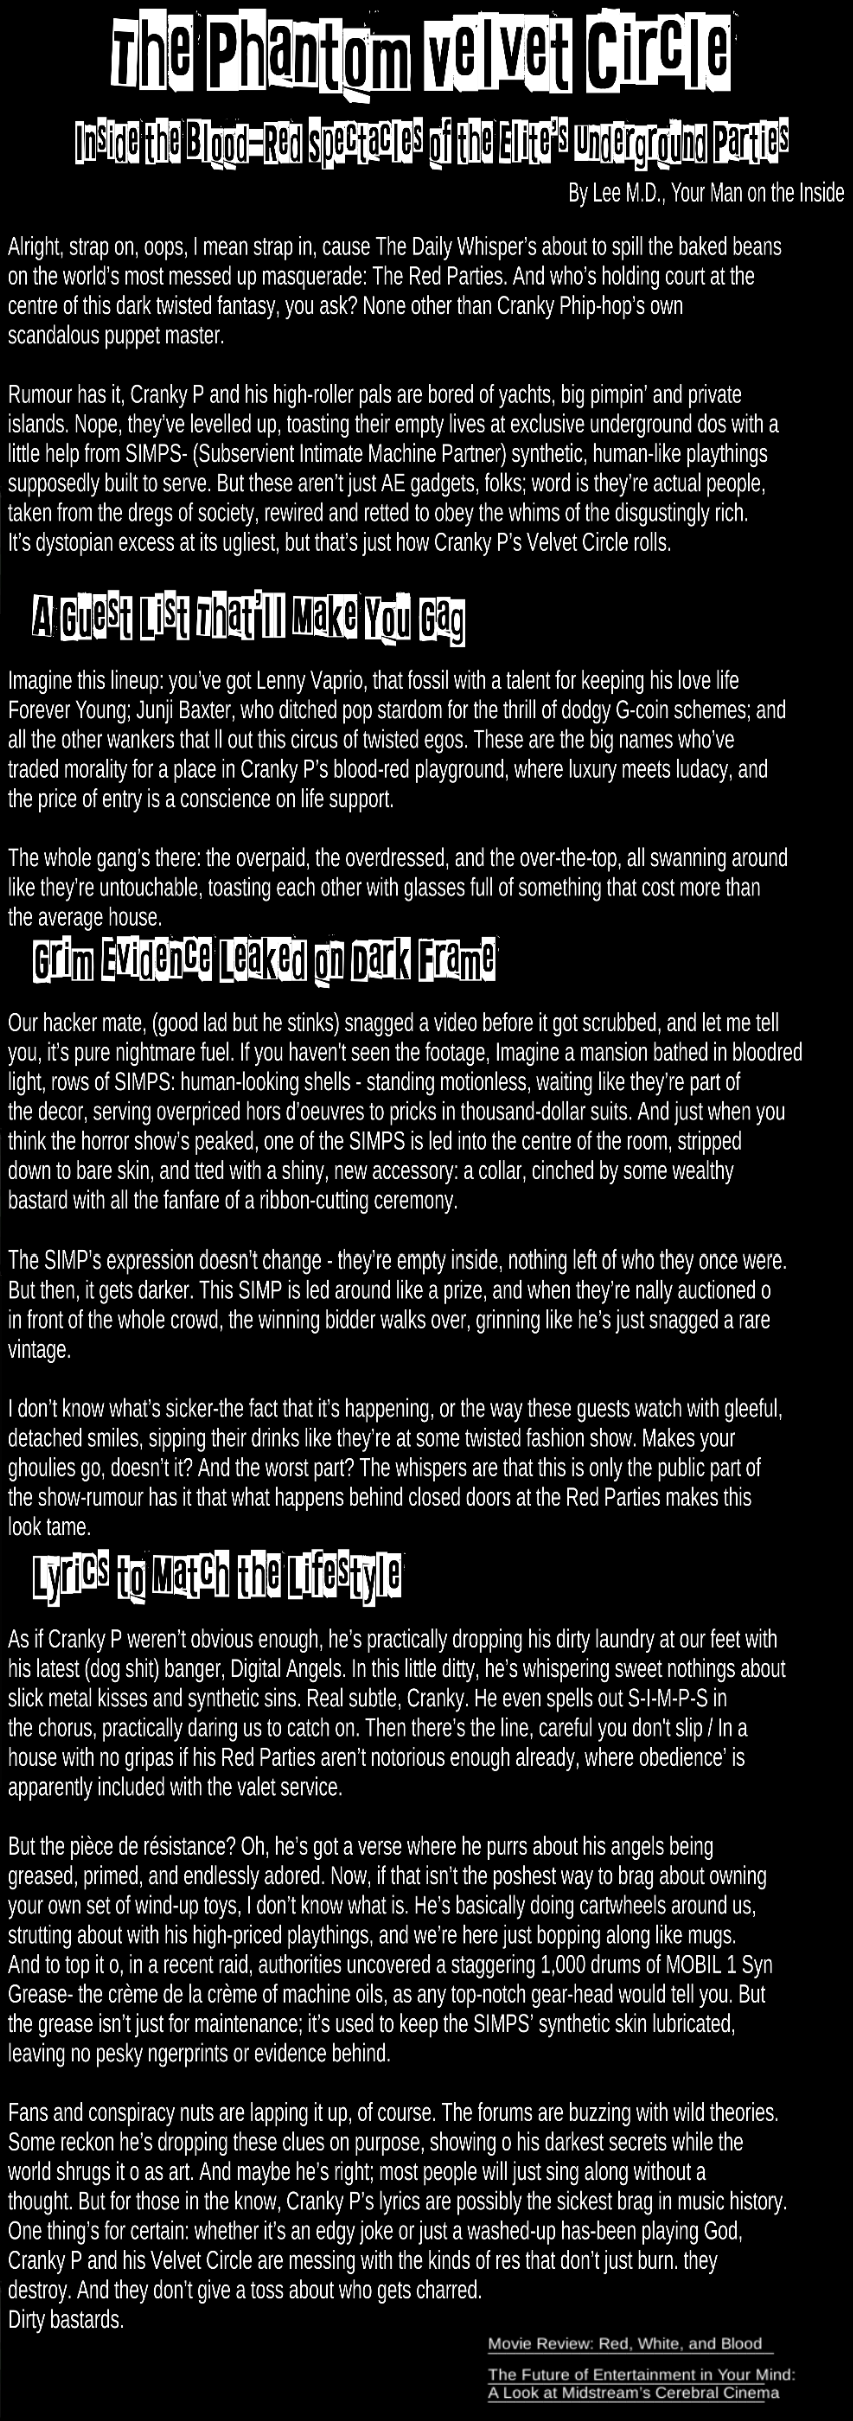 The Phantom Velvet Circle
Inside the Blood-Red Spectacles of the Elite's Underground Parties
By Lee M.D., Your Man on the Inside
Alright, strap on, oops, I mean strap in, cause The Daily Whisper's about to spill the baked beans
on the world's most messed up masquerade: The Red Parties. And who's holding court at the
centre of this dark twisted fantasy, you ask? None other than Cranky Phip-hop's own
scandalous puppet master.
Rumour has it, Cranky P and his high-roller pals are bored of yachts, big pimpin' and private
islands. Nope, they've levelled up, toasting their empty lives at exclusive underground dos with a
little help from SIMPS- (Subservient Intimate Machine Partner) synthetic, human-like playthings
supposedly built to serve. But these aren't just AE gadgets, folks; word is they're actual people,
taken from the dregs of society, rewired and retted to obey the whims of the disgustingly rich.
It's dystopian excess at its ugliest, but that's just how Cranky P's Velvet Circle rolls.
A Guest List That'll Make You Gag
Imagine this lineup: you've got Lenny Vaprio, that fossil with a talent for keeping his love life
Forever Young; Junji Baxter, who ditched pop stardom for the thrill of dodgy G-coin schemes; and
all the other wankers that ll out this circus of twisted egos. These are the big names who've
traded morality for a place in Cranky P's blood-red playground, where luxury meets ludacy, and
the price of entry is a conscience on life support.
The whole gang's there: the overpaid, the overdressed, and the over-the-top, all swanning around
like they're untouchable, toasting each other with glasses full of something that cost more than
the average house.
Grim Evidence Leaked on Dark Frame
Our hacker mate, (good lad but he stinks) snagged a video before it got scrubbed, and let me tell
you, it's pure nightmare fuel. If you haven't seen the footage, Imagine a mansion bathed in bloodred
light, rows of SIMPS: human-looking shells - standing motionless, waiting like they're part of
the decor, serving overpriced hors d'oeuvres to pricks in thousand-dollar suits. And just when you
think the horror show's peaked, one of the SIMPS is led into the centre of the room, stripped
down to bare skin, and tted with a shiny, new accessory: a collar, cinched by some wealthy
bastard with all the fanfare of a ribbon-cutting ceremony.
The SIMP's expression doesn't change - they're empty inside, nothing left of who they once were.
But then, it gets darker. This SIMP is led around like a prize, and when they're nally auctioned o
in front of the whole crowd, the winning bidder walks over, grinning like he's just snagged a rare
vintage.
I don't know what's sicker-the fact that it's happening, or the way these guests watch with gleeful,
detached smiles, sipping their drinks like they're at some twisted fashion show. Makes your
ghoulies go, doesn't it? And the worst part? The whispers are that this is only the public part of
the show-rumour has it that what happens behind closed doors at the Red Parties makes this
look tame.
Lyrics to Match the Lifestyle
As if Cranky P weren't obvious enough, he's practically dropping his dirty laundry at our feet with
his latest (dog shit) banger, Digital Angels. In this little ditty, he's whispering sweet nothings about
slick metal kisses and synthetic sins. Real subtle, Cranky. He even spells out S-I-M-P-S in
the chorus, practically daring us to catch on. Then there's the line, careful you don't slip / In a
house with no gripas if his Red Parties aren't notorious enough already, where obedience' is
apparently included with the valet service.
But the pièce de résistance? Oh, he's got a verse where he purrs about his angels being
greased, primed, and endlessly adored. Now, if that isn't the poshest way to brag about owning
your own set of wind-up toys, I don't know what is. He's basically doing cartwheels around us,
strutting about with his high-priced playthings, and we're here just bopping along like mugs.
And to top it o, in a recent raid, authorities uncovered a staggering 1,000 drums of MOBIL 1 Syn
Grease- the crème de la crème of machine oils, as any top-notch gear-head would tell you. But
the grease isn't just for maintenance; it's used to keep the SIMPS' synthetic skin lubricated,
leaving no pesky ngerprints or evidence behind.
Fans and conspiracy nuts are lapping it up, of course. The forums are buzzing with wild theories.
Some reckon he's dropping these clues on purpose, showing o his darkest secrets while the
world shrugs it o as art. And maybe he's right; most people will just sing along without a
thought. But for those in the know, Cranky P's lyrics are possibly the sickest brag in music history.
One thing's for certain: whether it's an edgy joke or just a washed-up has-been playing God,
Cranky P and his Velvet Circle are messing with the kinds of res that don't just burn. they
destroy. And they don't give a toss about who gets charred.
Dirty bastards.
Movie Review: Red, White, and Blood
The Future of Entertainment in Your Mind:
A Look at Midstream's Cerebral Cinema